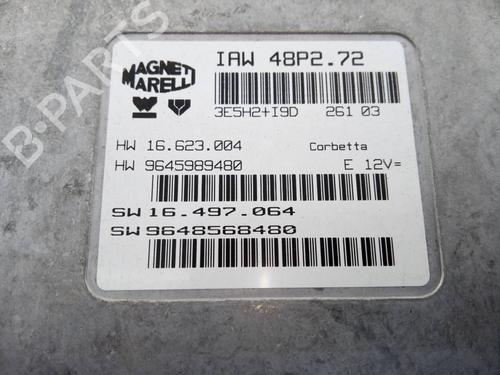 MAGNETI
MARELLI
IAW 48P2.72
3E5H2+I9D 261 03
HW 16.623.004 Corbetta
HW 9645989480 E 12V=
SW 16.497.064
SW 9648568480
B-PARTS